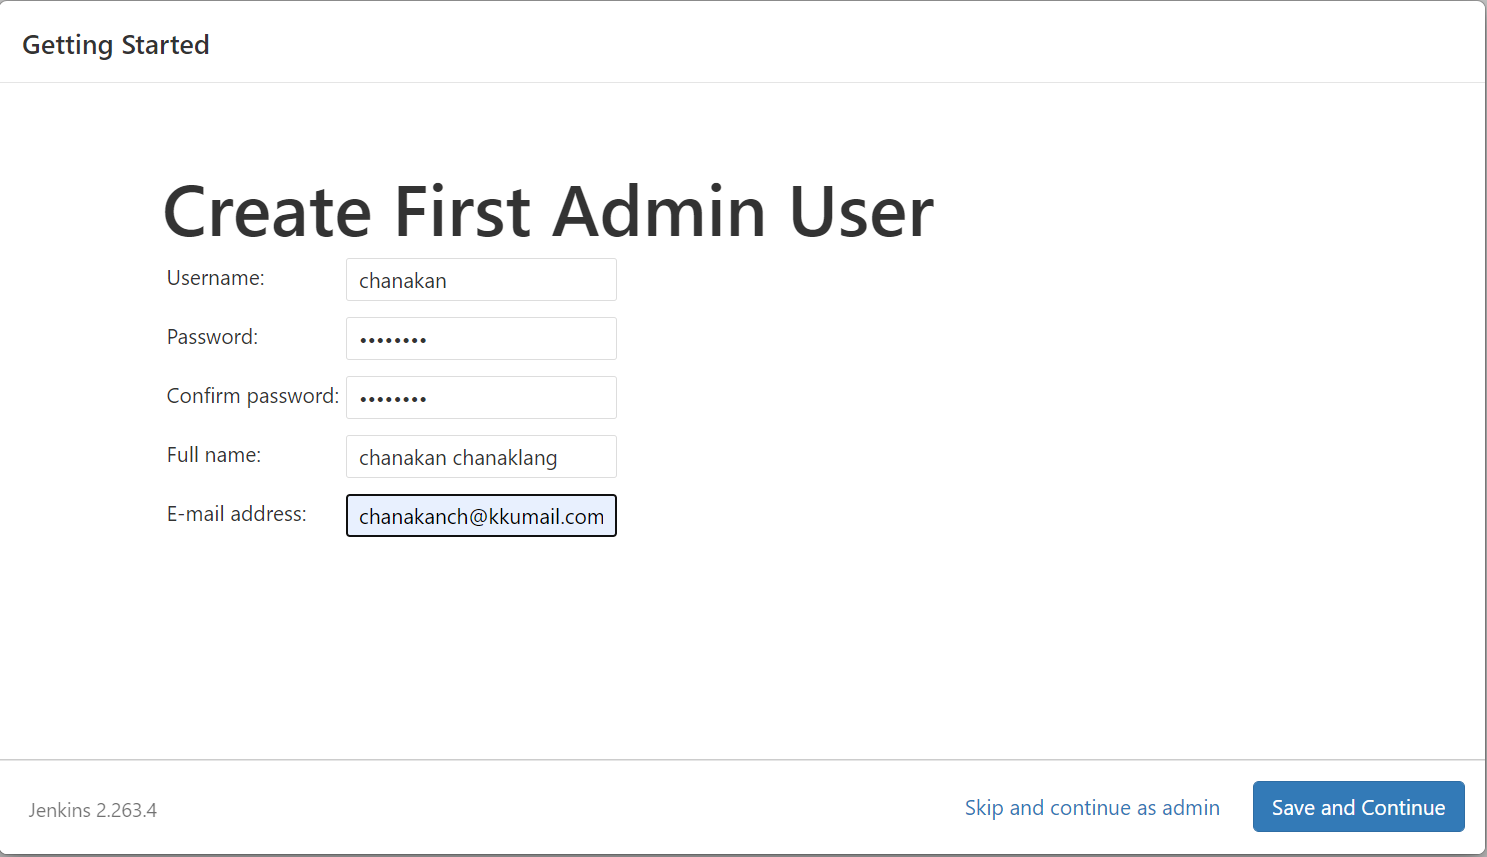 Getting Started
Create First Admin User
Username: chanakan
Password: ••••••••
Confirm password: ••••••••
Full name: chanakan chanaklang
E-mail address: chanakanch@kkumail.com
Jenkins 2.263.4 Skip and continue as admin Save and Continue